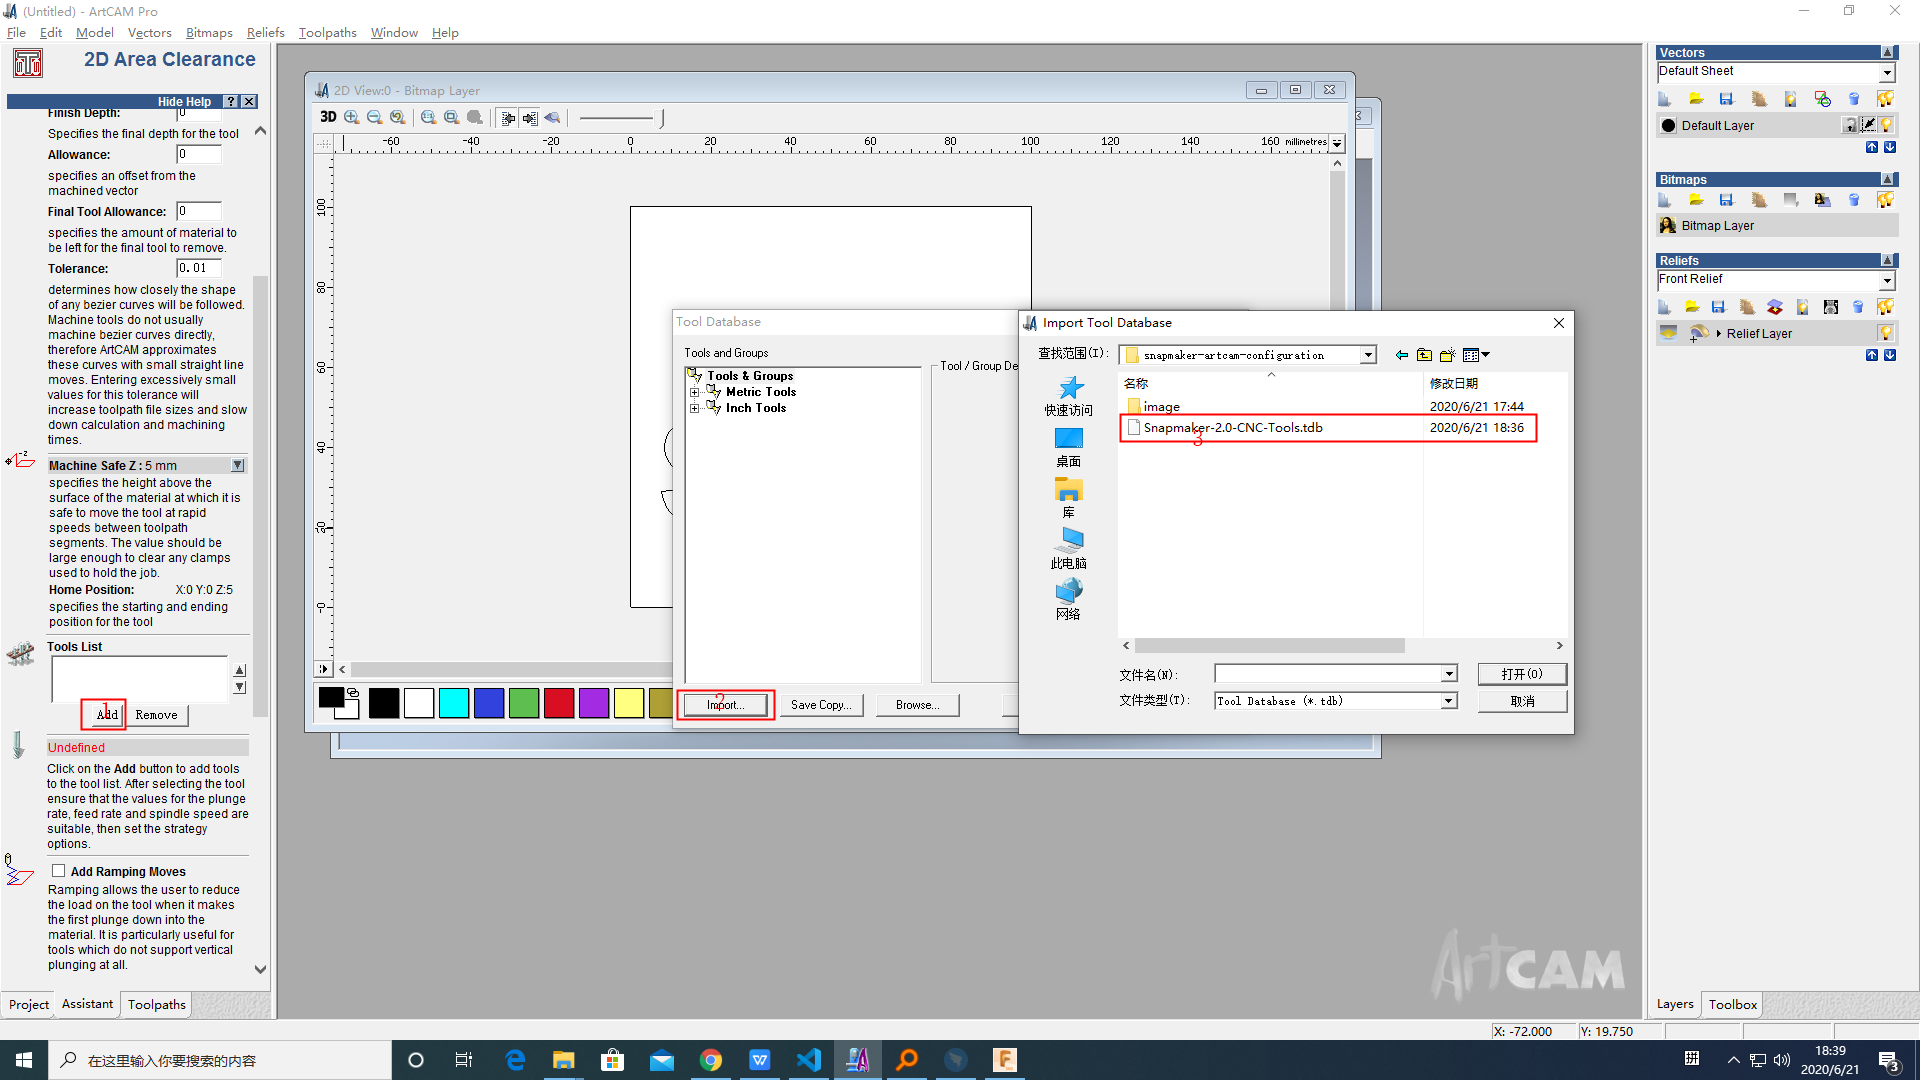 (Untitled) - ArtCAM Pro
File Edit Model Vectors Bitmaps Reliefs Toolpaths Window Help
2D Area Clearance
Hide Help ? X
Finish Depth: 0
Specifies the final depth for the tool
Allowance: 0
specifies an offset from the
machined vector
Final Tool Allowance: 0
specifies the amount of material to
be left for the final tool to remove.
Tolerance: 0.01
determines how closely the shape
of any bezier curves will be followed.
Machine tools do not usually
machine bezier curves directly,
therefore ArtCAM approximates
these curves with small straight line
moves. Entering excessively small
values for this tolerance will
increase toolpath file sizes and slow
down calculation and machining
times.
Machine Safe Z : 5 mm
specifies the height above the
surface of the material at which it is
safe to move the tool at rapid
speeds between toolpath
segments. The value should be
large enough to clear any clamps
used to hold the job.
Home Position: X:0 Y:0 Z:5
specifies the starting and ending
position for the tool
Tools List
Add Remove
1
Undefined
Click on the Add button to add tools
to the tool list. After selecting the tool
ensure that the values for the plunge
rate, feed rate and spindle speed are
suitable, then set the strategy
options.
Add Ramping Moves
Ramping allows the user to reduce
the load on the tool when it makes
the first plunge down into the
material. It is particularly useful for
tools which do not support vertical
plunging at all.
Project Assistant Toolpaths
2D View:0 - Bitmap Layer
3D
-60 -40 -20 0 20 40 60 80 100 120 140 160 millimetres
100
80
60
40
20
0
Tool Database
Tools and Groups
Tools & Groups
Metric Tools
Inch Tools
Tool / Group De
Import... Save Copy... Browse...
2
Import Tool Database
查找范围(I): snapmaker-artcam-configuration
名称 修改日期
image 2020/6/21 17:44
Snapmaker-2.0-CNC-Tools.tdb 2020/6/21 18:36
3
快速访问
桌面
库
此电脑
网络
文件名(N): 打开(O)
文件类型(T): Tool Database (*.tdb) 取消
Vectors
Default Sheet
Default Layer
Bitmaps
Bitmap Layer
Reliefs
Front Relief
Relief Layer
ArtCAM
Layers Toolbox
X: -72.000 Y: 19.750
在这里输入你要搜索的内容
拼
18:39
2020/6/21
3